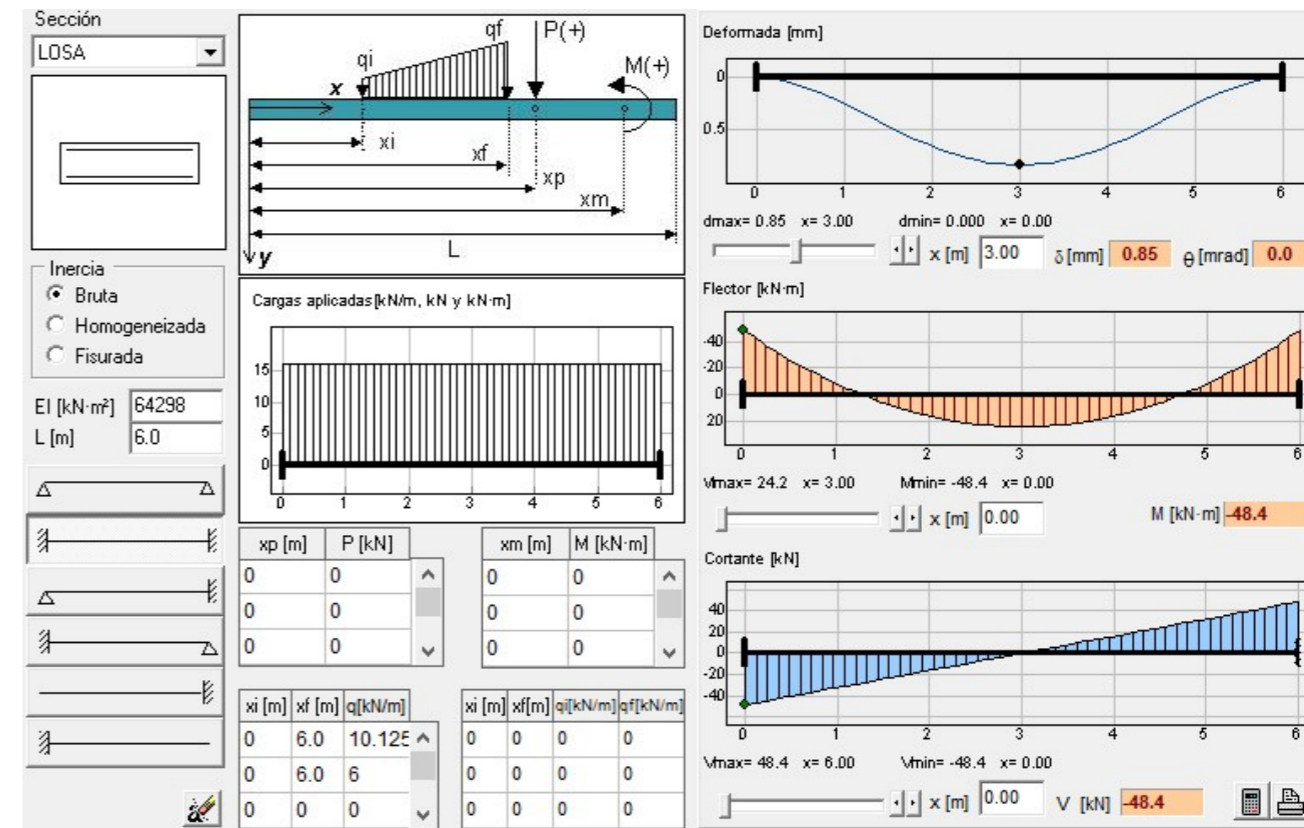 Sección
LOSA
Inercia
Bruta
Homogeneizada
Fisurada
EI [kN·m²] 64298
L [m] 6.0
qi qf P(+) M(+)
x
xi
xf
xp
xm
L
y
Cargas aplicadas[kN/m, kN y kN·m]
15
10
5
0
0 1 2 3 4 5 6
xp [m] P [kN]
0 0
0 0
0 0
xm [m] M [kN·m]
0 0
0 0
0 0
xi [m] xf [m] q[kN/m]
0 6.0 10.125
0 6.0 6
0 0 0
xi [m] xf[m] qi[kN/m] qf[kN/m]
0 0 0 0
0 0 0 0
0 0 0 0
Deformada [mm]
0
0.5
0 1 2 3 4 5 6
dmax= 0.85 x= 3.00 dmin= 0.000 x= 0.00
x [m] 3.00 δ [mm] 0.85 θ [mrad] 0.0
Flector [kN·m]
-40
-20
0
20
0 1 2 3 4 5 6
Mmax= 24.2 x= 3.00 Mmin= -48.4 x= 0.00
x [m] 0.00 M [kN·m] -48.4
Cortante [kN]
40
20
0
-20
-40
0 1 2 3 4 5 6
Vmax= 48.4 x= 6.00 Vmin= -48.4 x= 0.00
x [m] 0.00 V [kN] -48.4